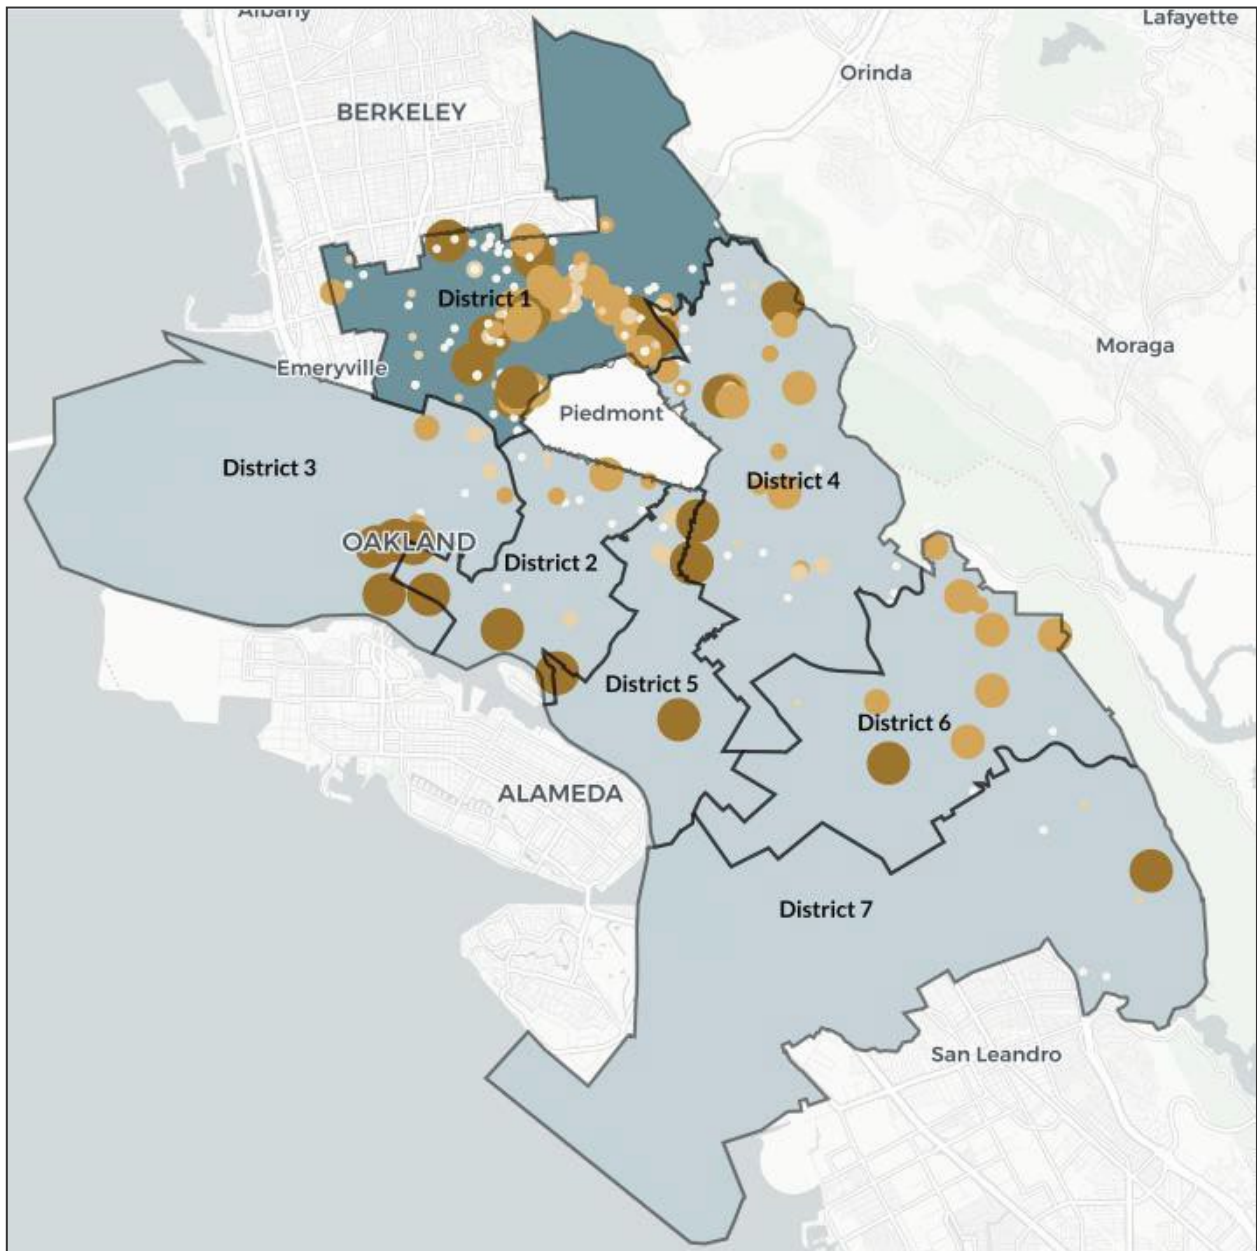 Albany
Lafayette
Orinda
BERKELEY
District 1
Moraga
Emeryville
Piedmont
District 3
District 4
OAKLAND
District 2
District 5
District 6
ALAMEDA
District 7
San Leandro